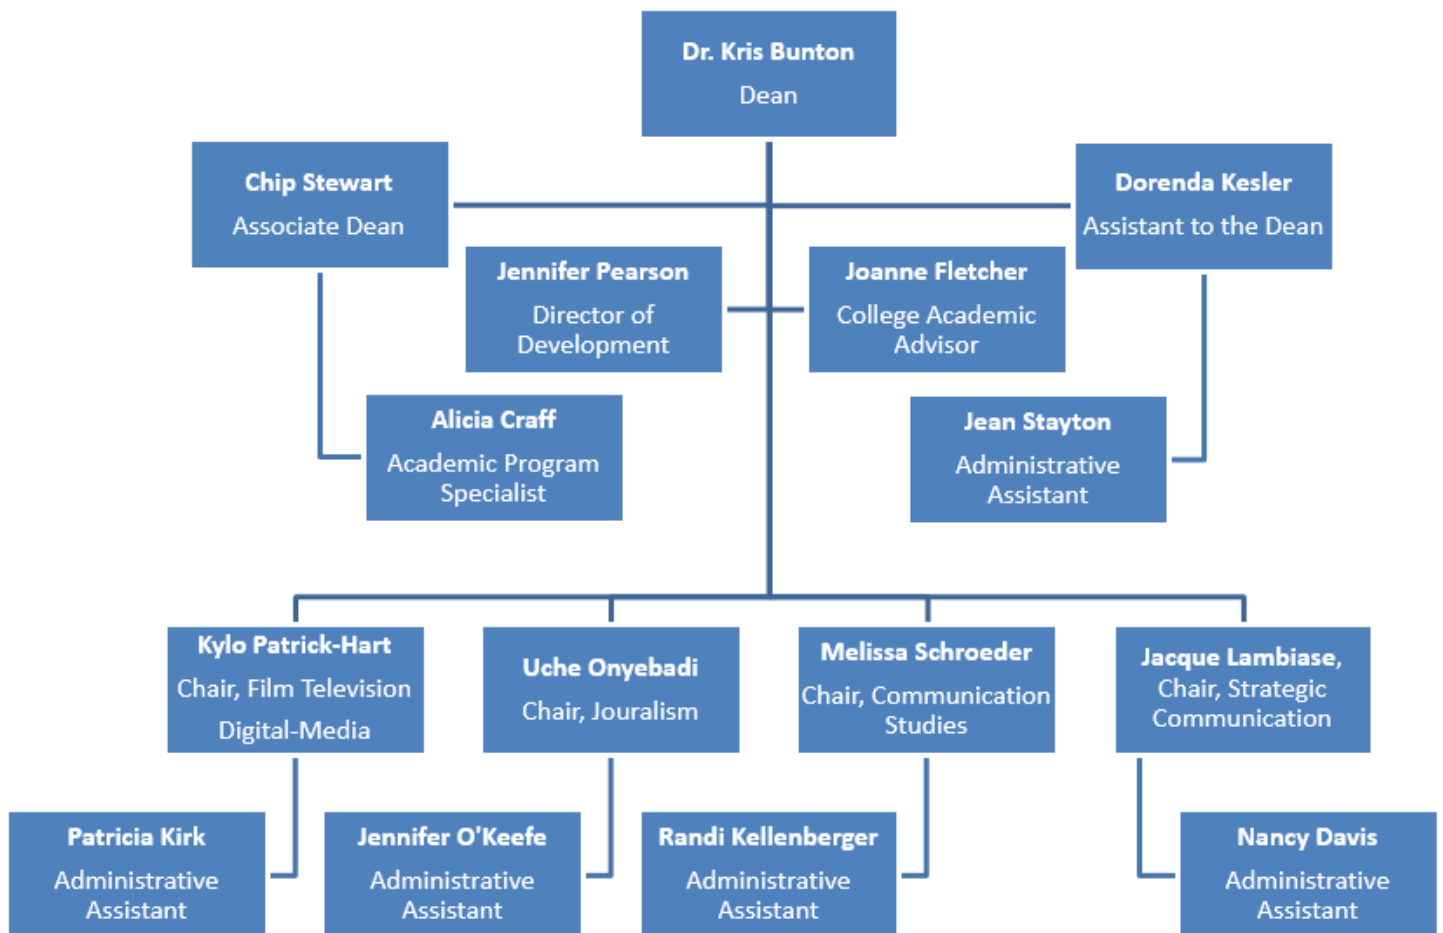 Dr. Kris Bunton
Dean
Chip Stewart
Associate Dean
Dorenda Kesler
Assistant to the Dean
Jennifer Pearson
Director of
Development
Joanne Fletcher
College Academic
Advisor
Alicia Craff
Academic Program
Specialist
Jean Stayton
Administrative
Assistant
Kylo Patrick-Hart
Chair, Film Television
Digital-Media
Uche Onyebadi
Chair, Jouralism
Melissa Schroeder
Chair, Communication
Studies
Jacque Lambiase,
Chair, Strategic
Communication
Patricia Kirk
Administrative
Assistant
Jennifer O'Keefe
Administrative
Assistant
Randi Kellenberger
Administrative
Assistant
Nancy Davis
Administrative
Assistant